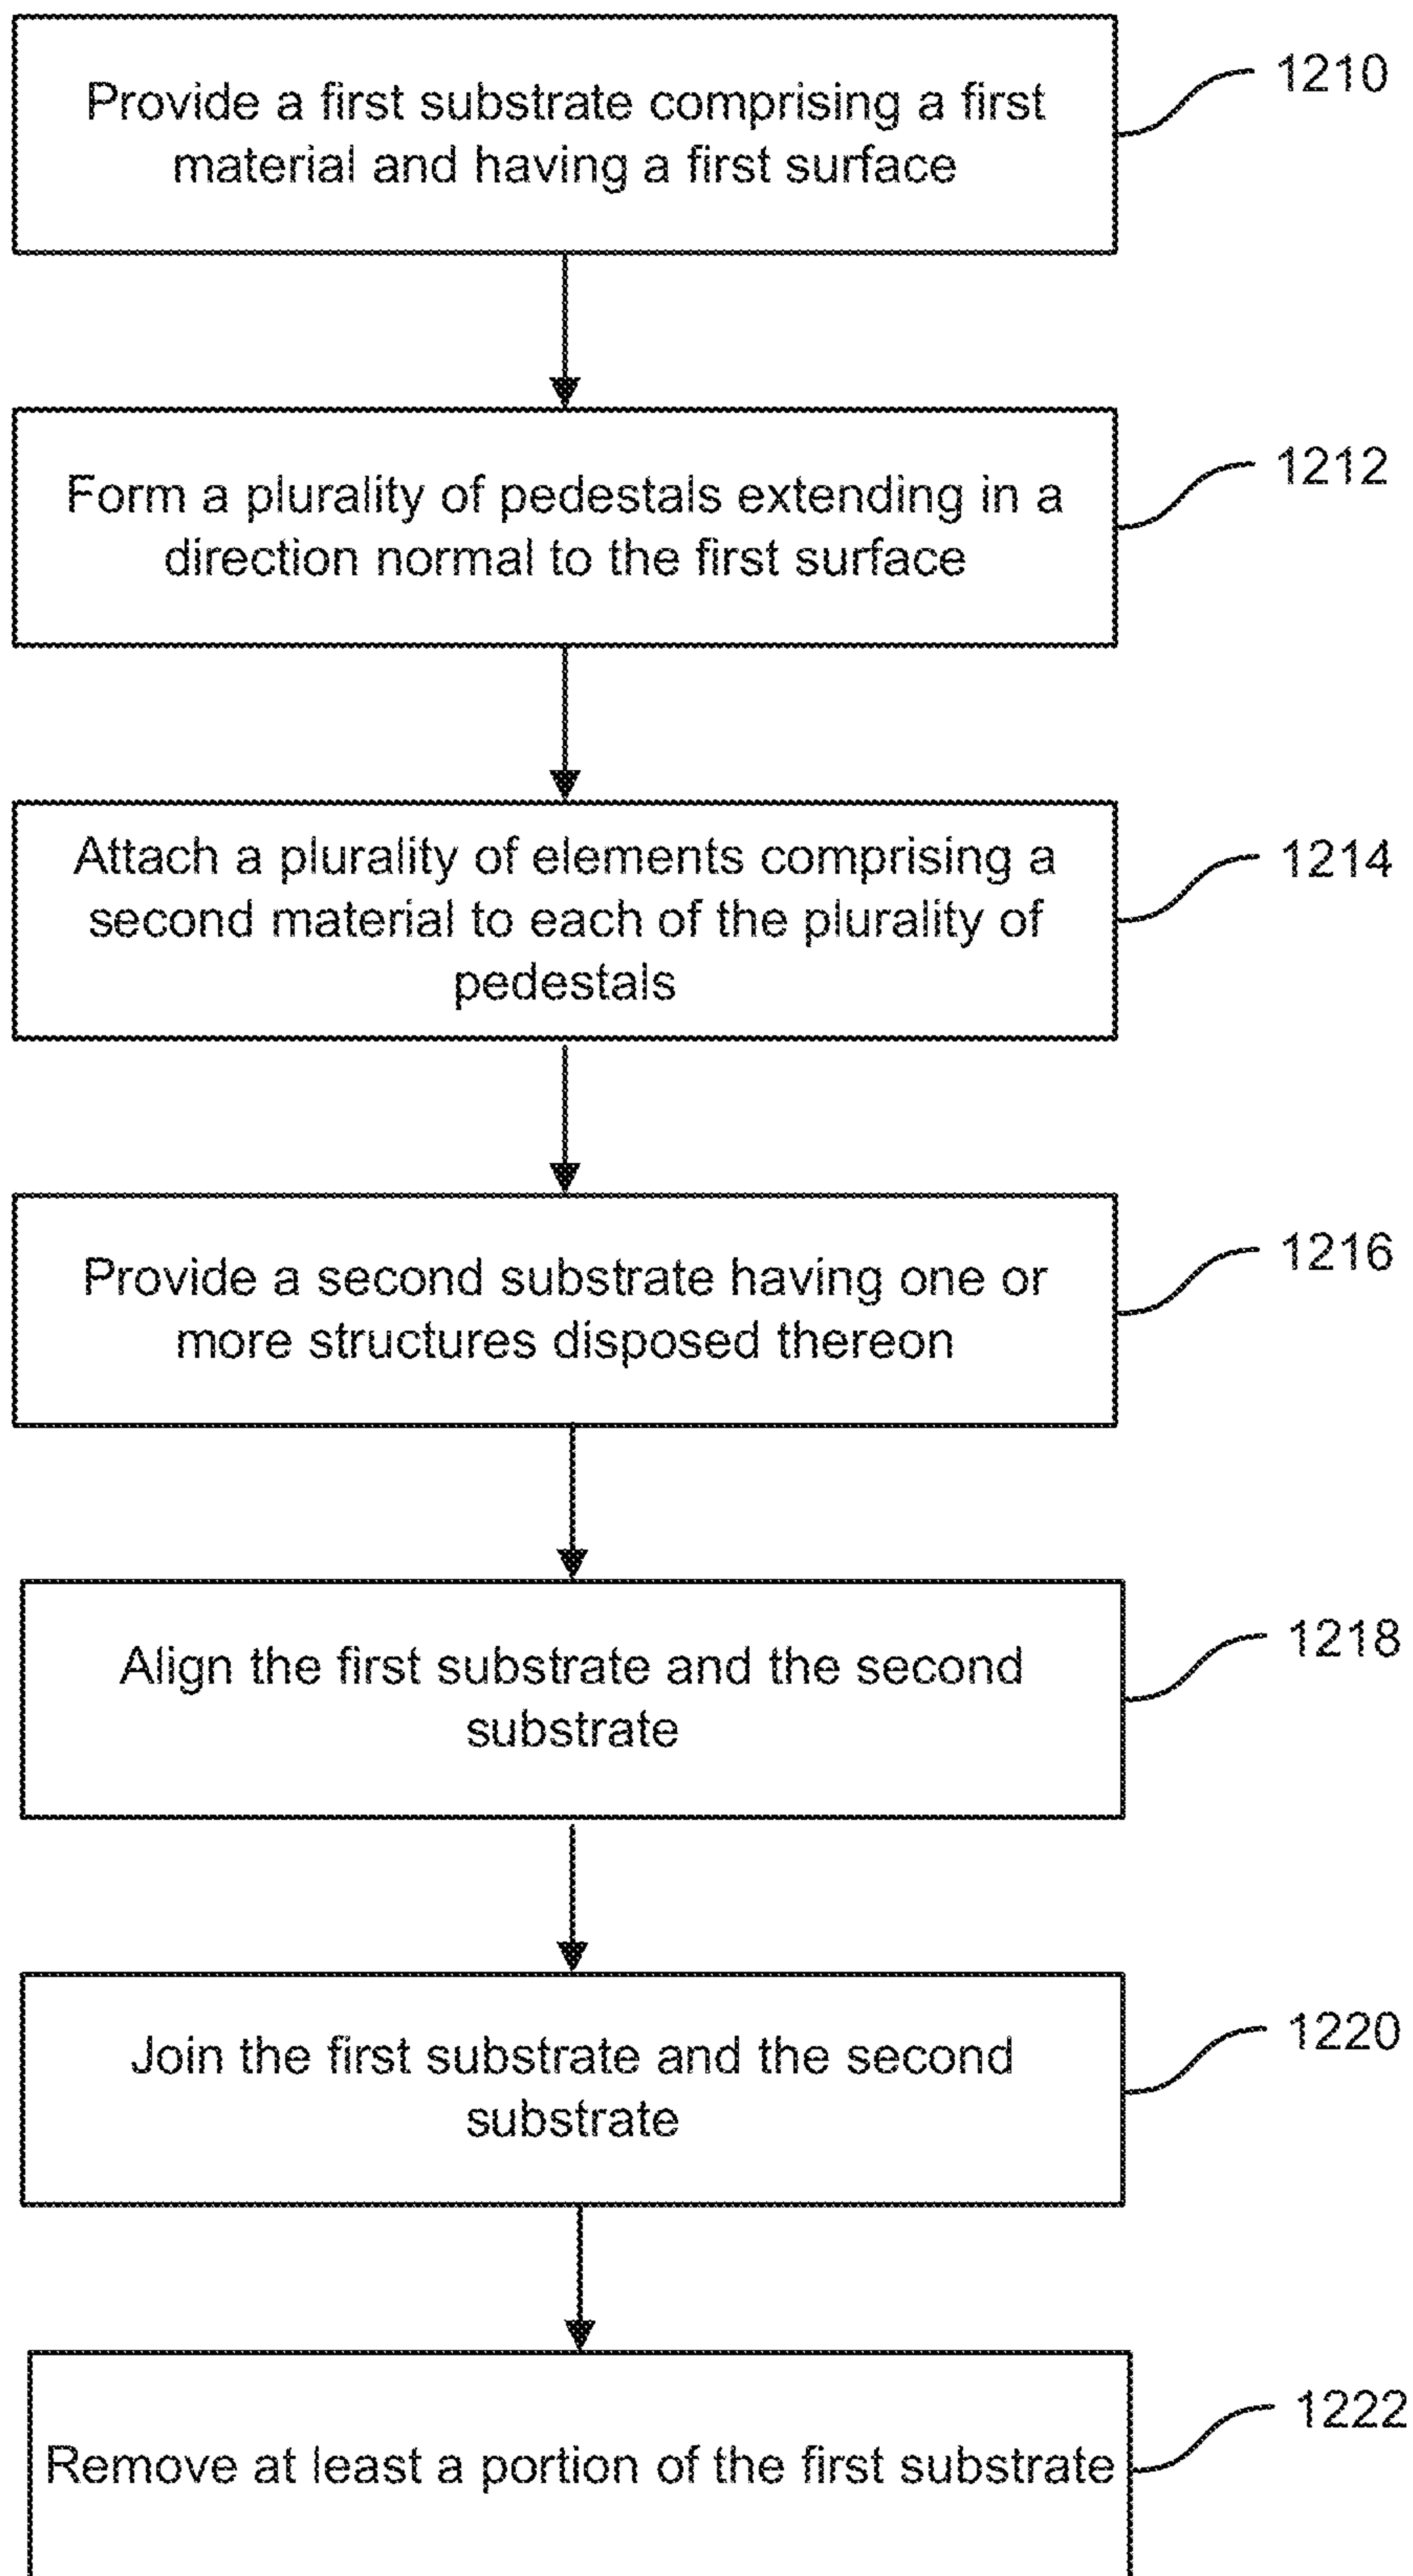 Provide a first substrate comprising a first
material and having a first surface
1210
Form a plurality of pedestals extending in a
direction normal to the first surface
1212
Attach a plurality of elements comprising a
second material to each of the plurality of
pedestals
1214
Provide a second substrate having one or
more structures disposed thereon
1216
Align the first substrate and the second
substrate
1218
Join the first substrate and the second
substrate
1220
Remove at least a portion of the first substrate
1222